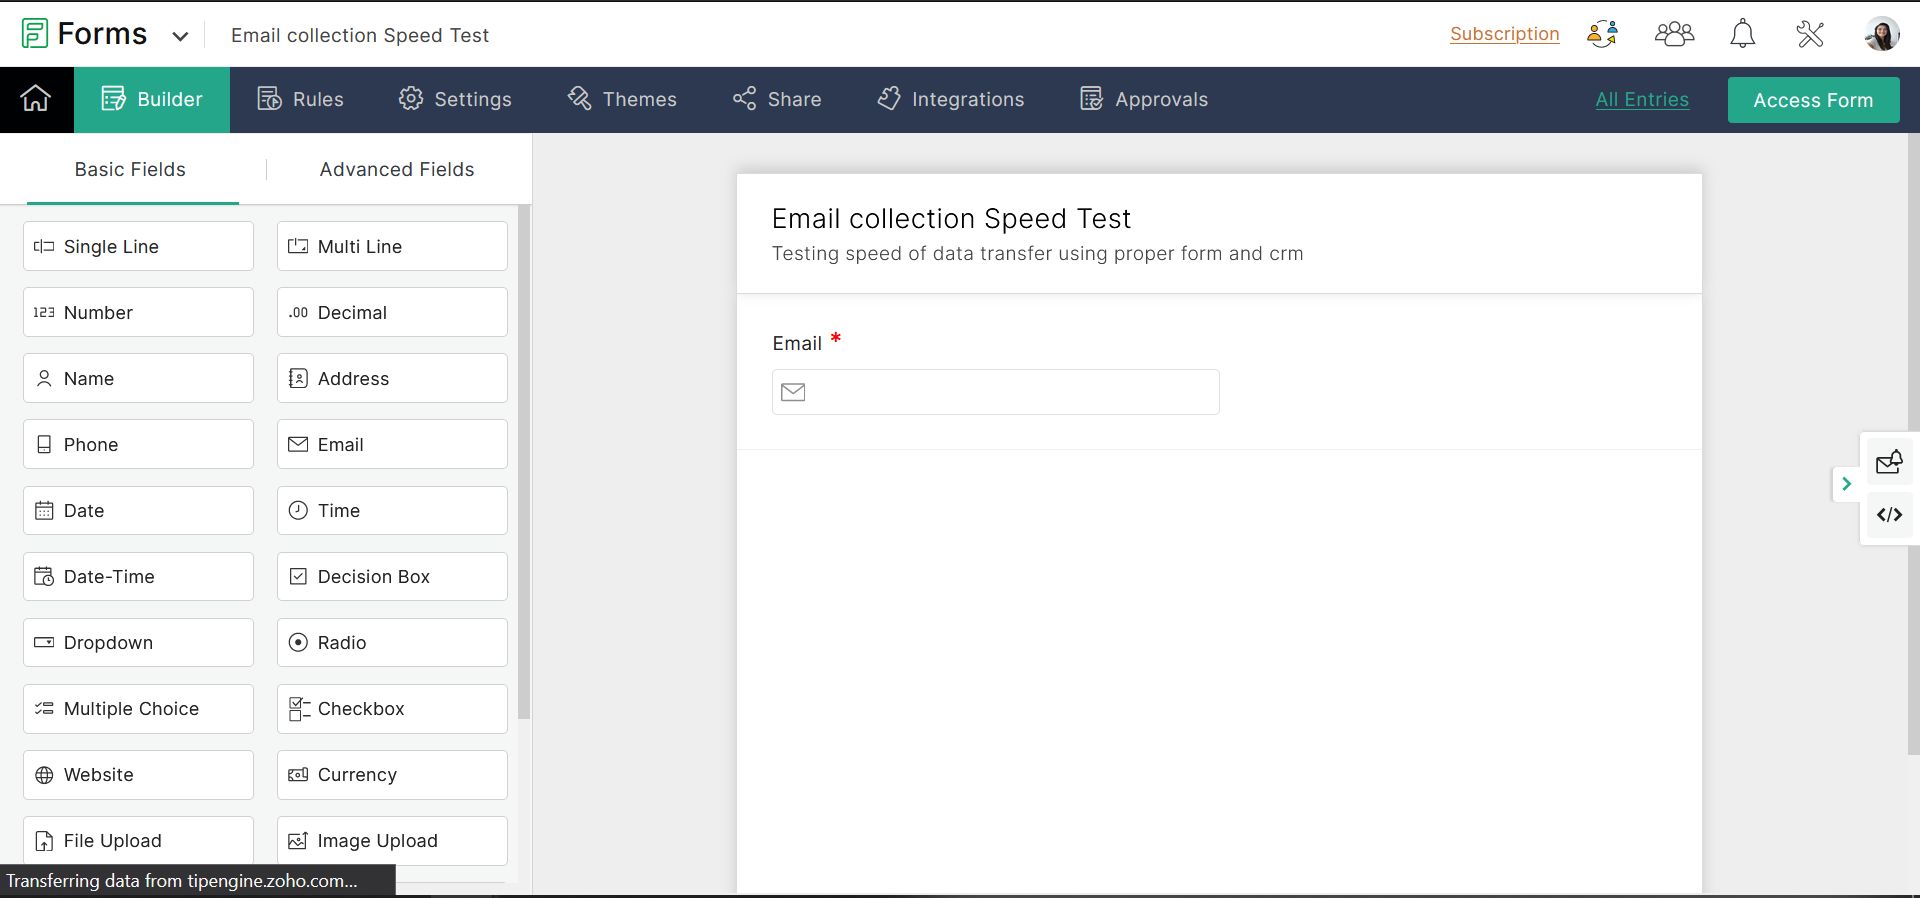 Forms
Email collection Speed Test
Subscription
Builder
Rules
Settings
Themes
Share
Integrations
Approvals
All Entries
Access Form
Basic Fields
Advanced Fields
Single Line
Multi Line
123 Number
.00 Decimal
Name
Address
Phone
Email
Date
Time
Date-Time
Decision Box
Dropdown
Radio
Multiple Choice
Checkbox
Website
Currency
File Upload
Image Upload
Email collection Speed Test
Testing speed of data transfer using proper form and crm
Email *
</>
Transferring data from tipengine.zoho.com...